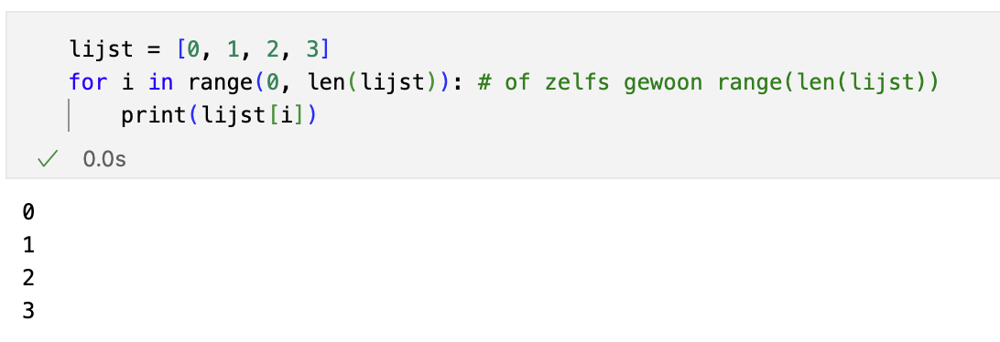 lijst = [0, 1, 2, 3]
for i in range(0, len(lijst)): # of zelfs gewoon range(len(lijst))
    print(lijst[i])
0.0s
0
1
2
3